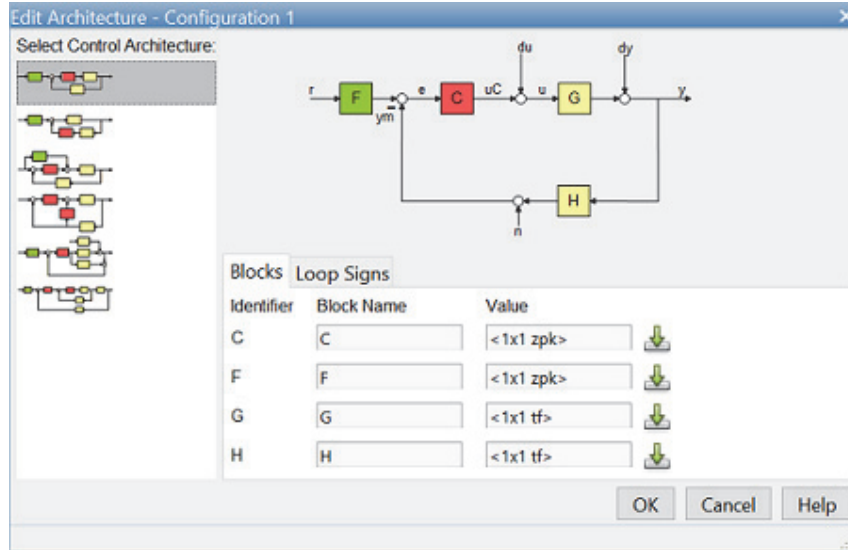 Edit Architecture - Configuration 1
Select Control Architecture:
du
dy
r
F
e
C
uC
u
G
y
ym
H
n
Blocks
Loop Signs
Identifier Block Name Value
C C <1x1 zpk>
F F <1x1 zpk>
G G <1x1 tf>
H H <1x1 tf>
OK Cancel Help